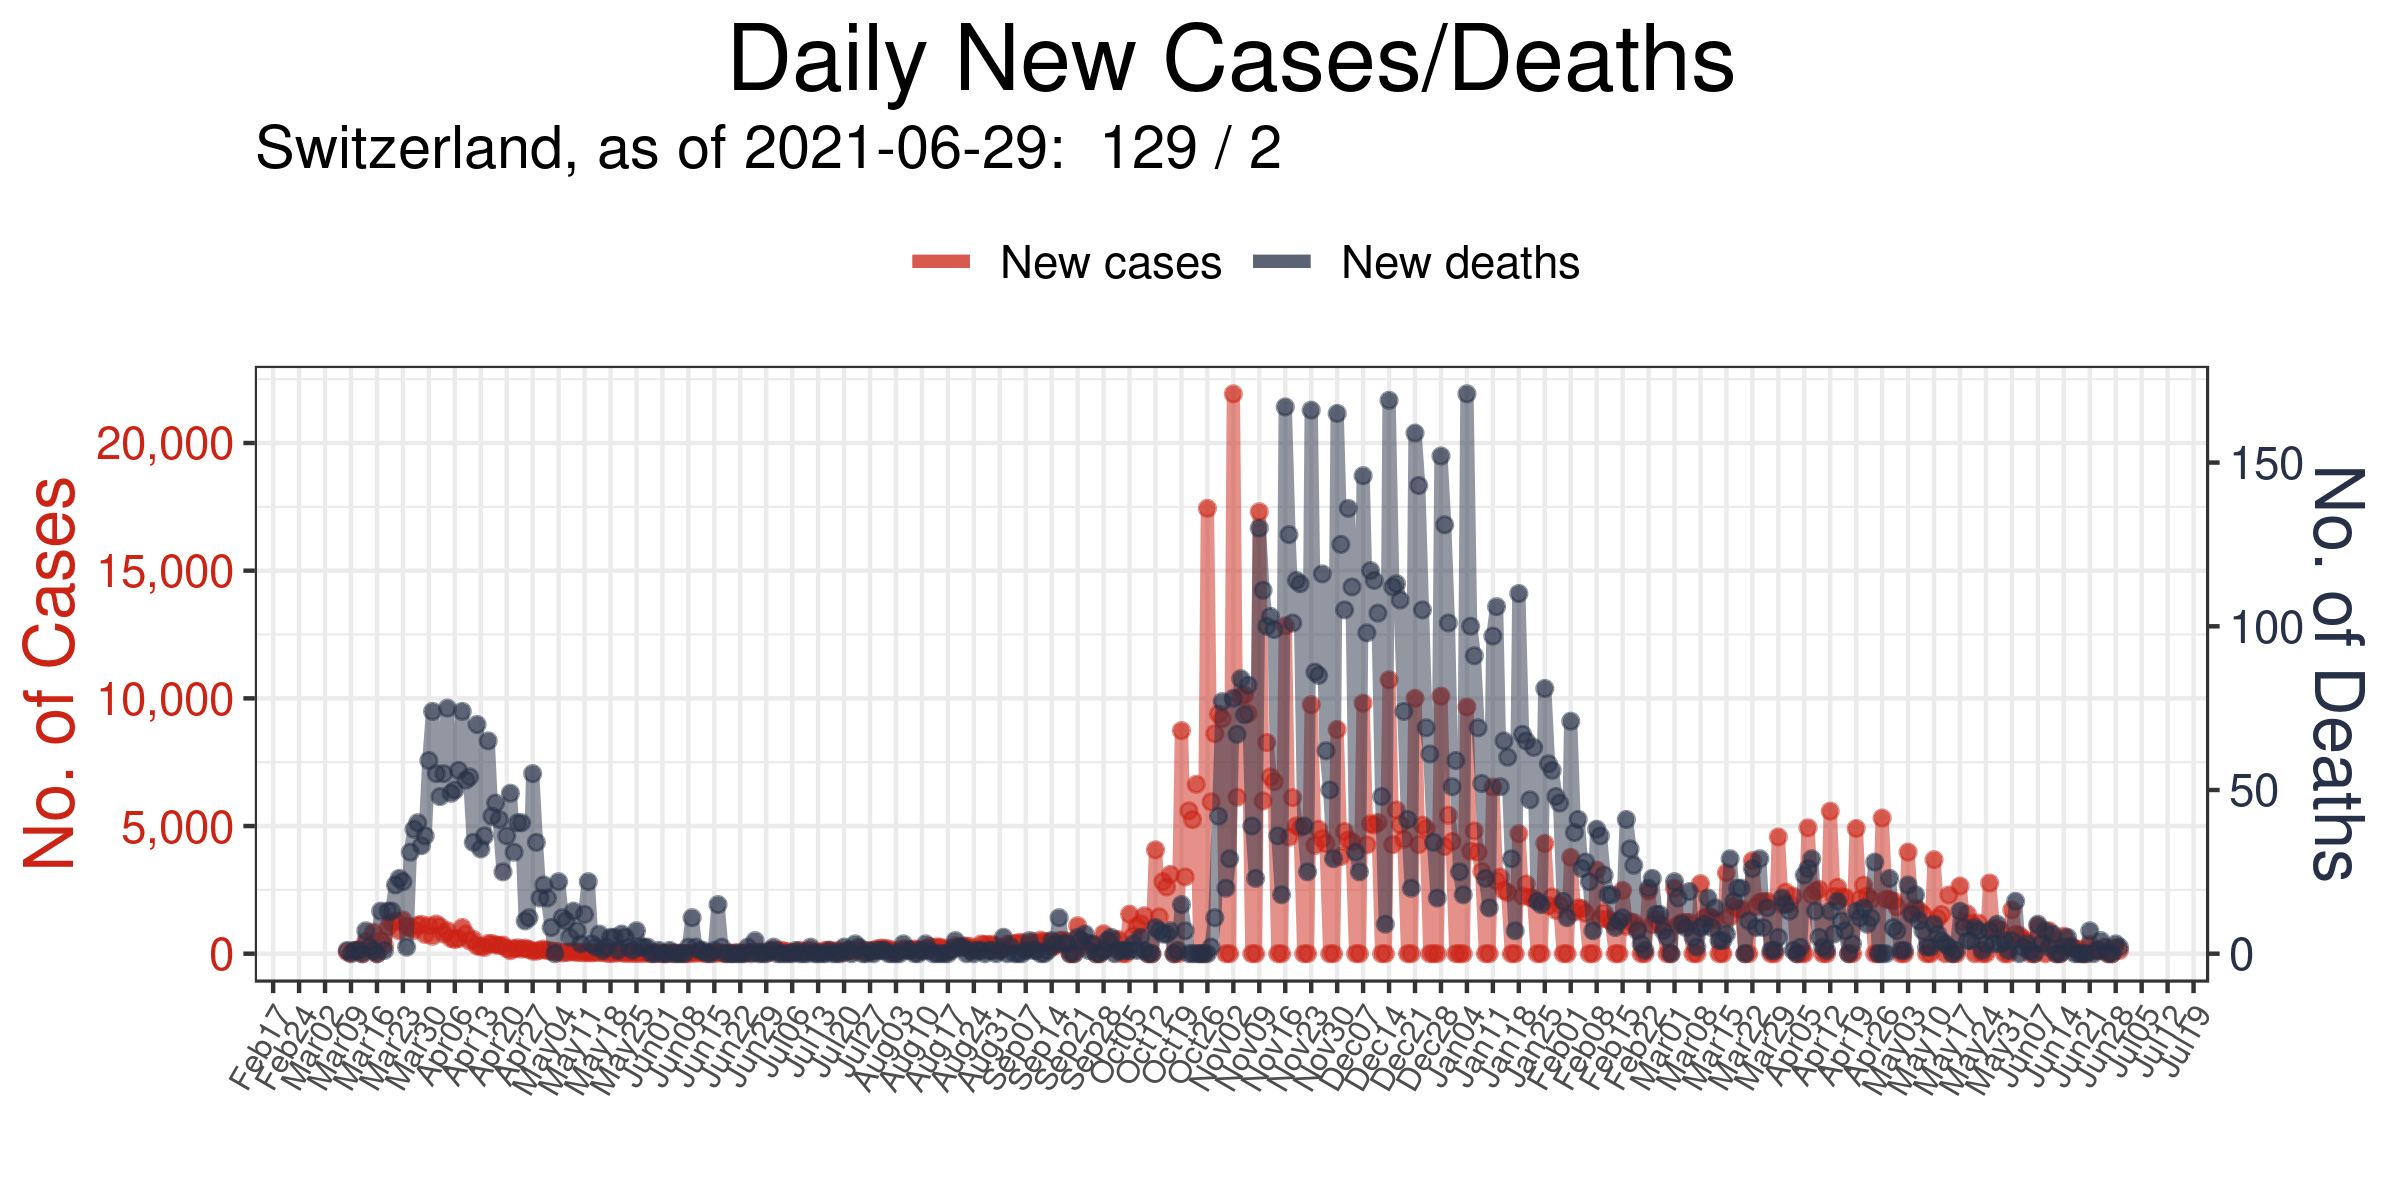 Daily New Cases/Deaths
Switzerland, as of 2021-06-29: 129 / 2
New cases
New deaths
No. of Cases
20,000
15,000
10,000
5,000
0
150
100
50
0
No. of Deaths
Feb17
Feb24
Mar02
Mar09
Mar16
Mar23
Mar30
Apr06
Apr13
Apr20
Apr27
May04
May11
May18
May25
Jun01
Jun08
Jun15
Jun22
Jun29
Jul06
Jul13
Jul20
Jul27
Aug03
Aug10
Aug17
Aug24
Aug31
Sep07
Sep14
Sep21
Sep28
Oct05
Oct12
Oct19
Oct26
Nov02
Nov09
Nov16
Nov23
Nov30
Dec07
Dec14
Dec21
Dec28
Jan04
Jan11
Jan18
Jan25
Feb01
Feb08
Feb15
Feb22
Mar01
Mar08
Mar15
Mar22
Mar29
Apr05
Apr12
Apr19
Apr26
May03
May10
May17
May24
May31
Jun07
Jun14
Jun21
Jun28
Jul05
Jul12
Jul19